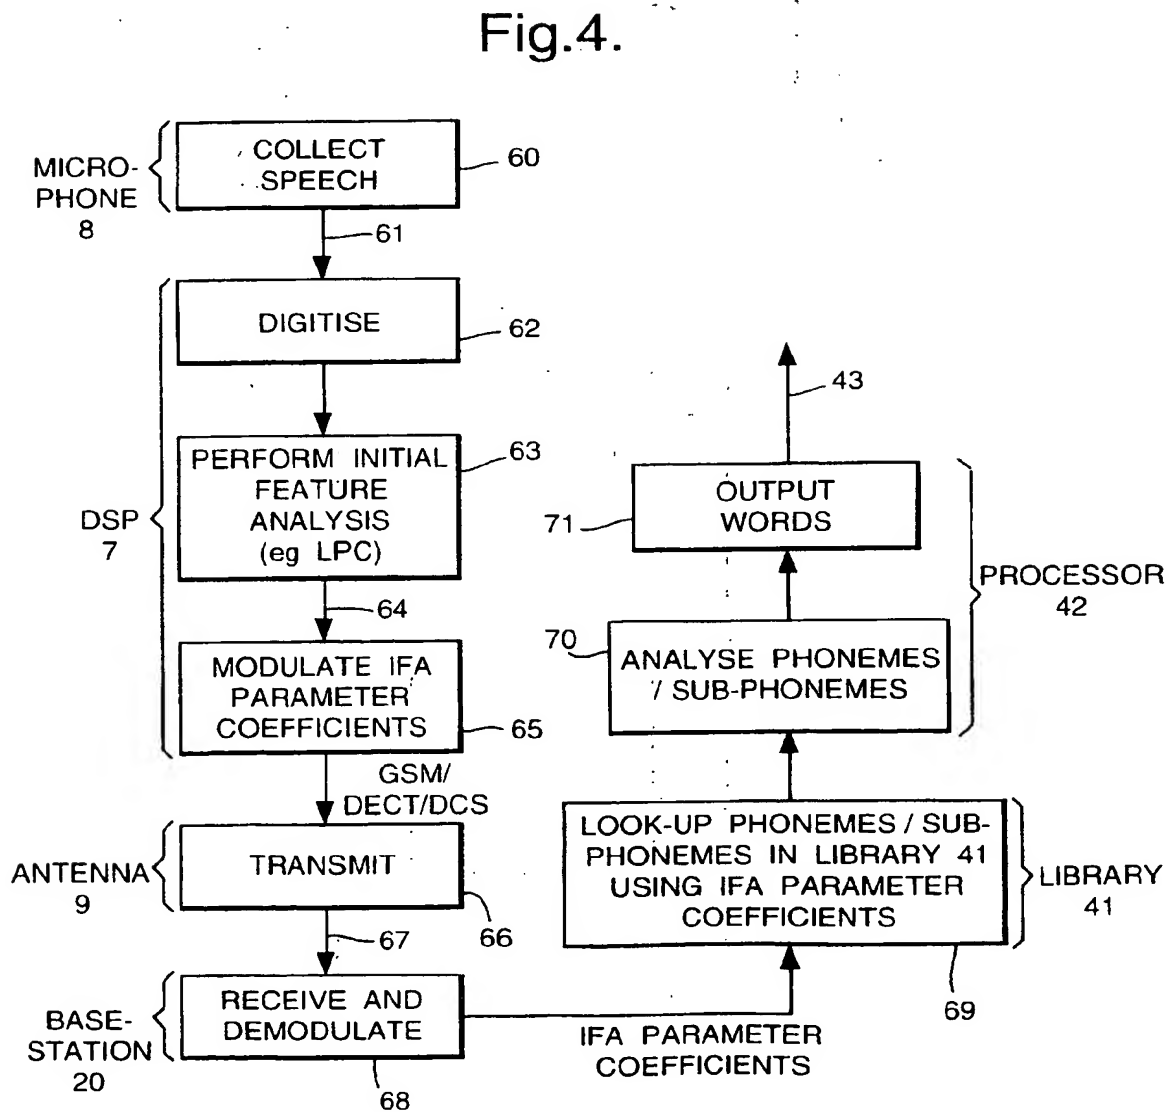 Fig.4.
MICRO-
PHONE
8
COLLECT
SPEECH
60
61
DSP
7
DIGITISE
62
PERFORM INITIAL
FEATURE
ANALYSIS
(eg LPC)
63
64
MODULATE IFA
PARAMETER
COEFFICIENTS
65
GSM/
DECT/DCS
ANTENNA
9
TRANSMIT
66
67
BASE-
STATION
20
RECEIVE AND
DEMODULATE
68
IFA PARAMETER
COEFFICIENTS
LOOK-UP PHONEMES / SUB-
PHONEMES IN LIBRARY 41
USING IFA PARAMETER
COEFFICIENTS
69
LIBRARY
41
70
ANALYSE PHONEMES
/ SUB-PHONEMES
71
OUTPUT
WORDS
PROCESSOR
42
43